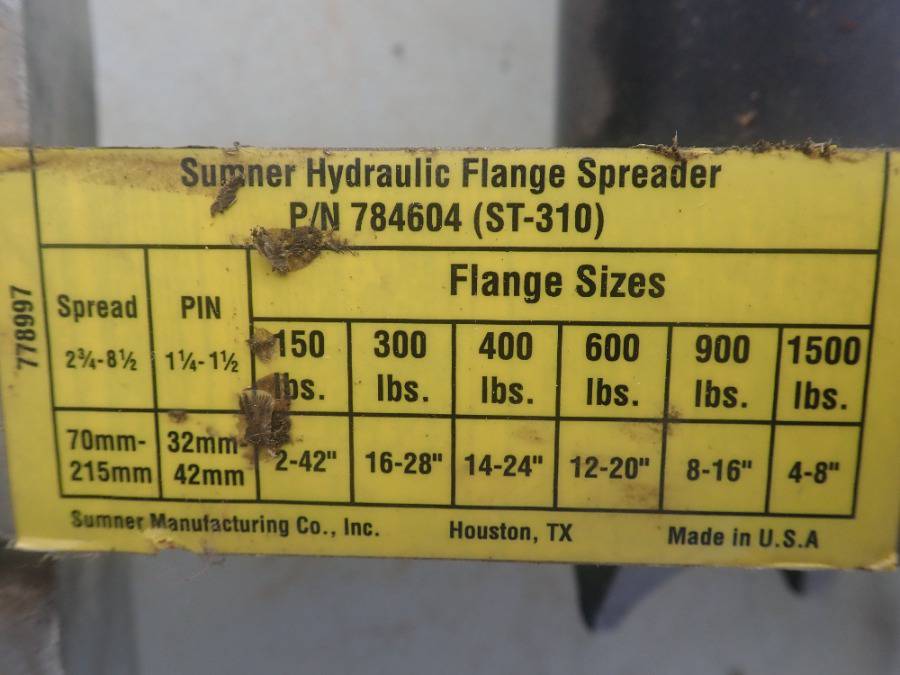 Sumner Hydraulic Flange Spreader
P/N 784604 (ST-310)
778997
Spread
2¾-8½
PIN
1¼-1½
Flange Sizes
150
lbs.
300
lbs.
400
lbs.
600
lbs.
900
lbs.
1500
lbs.
70mm-
215mm
32mm
42mm
2-42"
16-28"
14-24"
12-20"
8-16"
4-8"
Sumner Manufacturing Co., Inc. Houston, TX Made in U.S.A